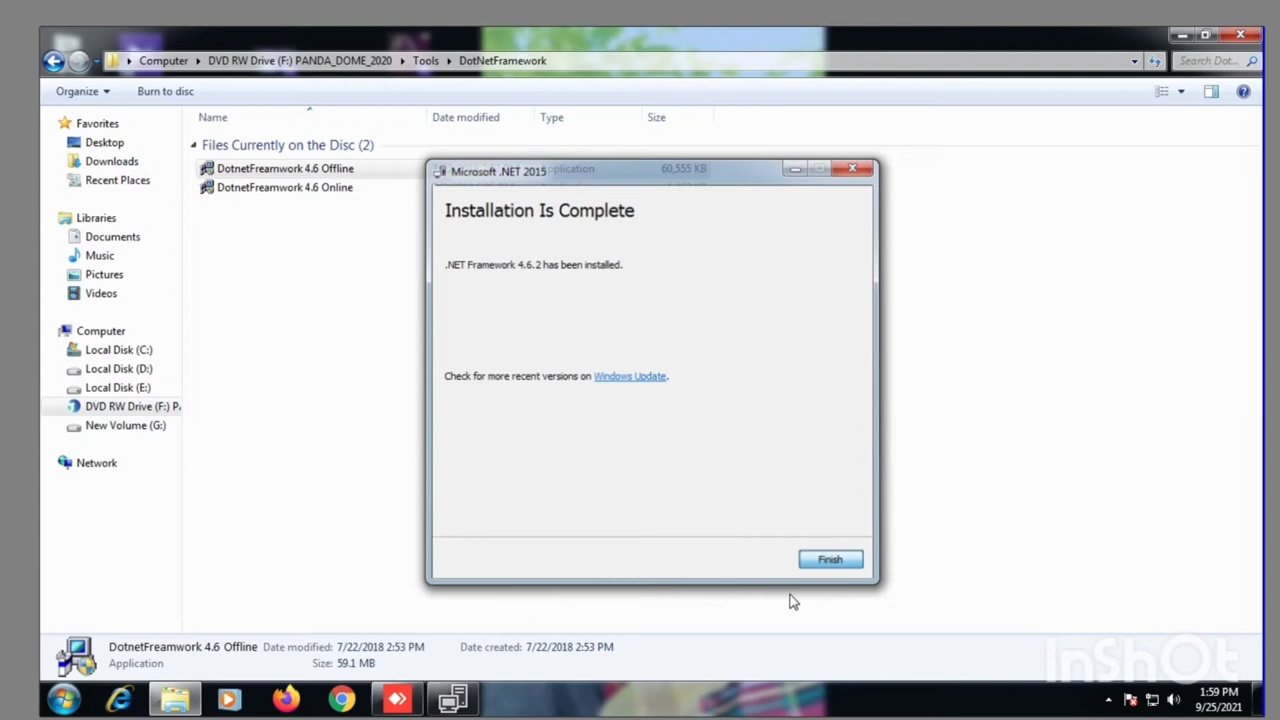 Computer DVD RW Drive (F:) PANDA_DOME_2020 Tools DotNetFramework
Search Dot...
Organize Burn to disc
Name Date modified Type Size
Favorites
Desktop
Downloads
Recent Places
Libraries
Documents
Music
Pictures
Videos
Computer
Local Disk (C:)
Local Disk (D:)
Local Disk (E:)
DVD RW Drive (F:) P
New Volume (G:)
Network
Files Currently on the Disc (2)
DotnetFreamwork 4.6 Offline 60,555 KB
DotnetFreamwork 4.6 Online
Microsoft .NET 2015
Installation Is Complete
.NET Framework 4.6.2 has been installed.
Check for more recent versions on Windows Update.
Finish
DotnetFreamwork 4.6 Offline Date modified: 7/22/2018 2:53 PM Date created: 7/22/2018 2:53 PM
Application Size: 59.1 MB
InShOt
1:59 PM
9/25/2021